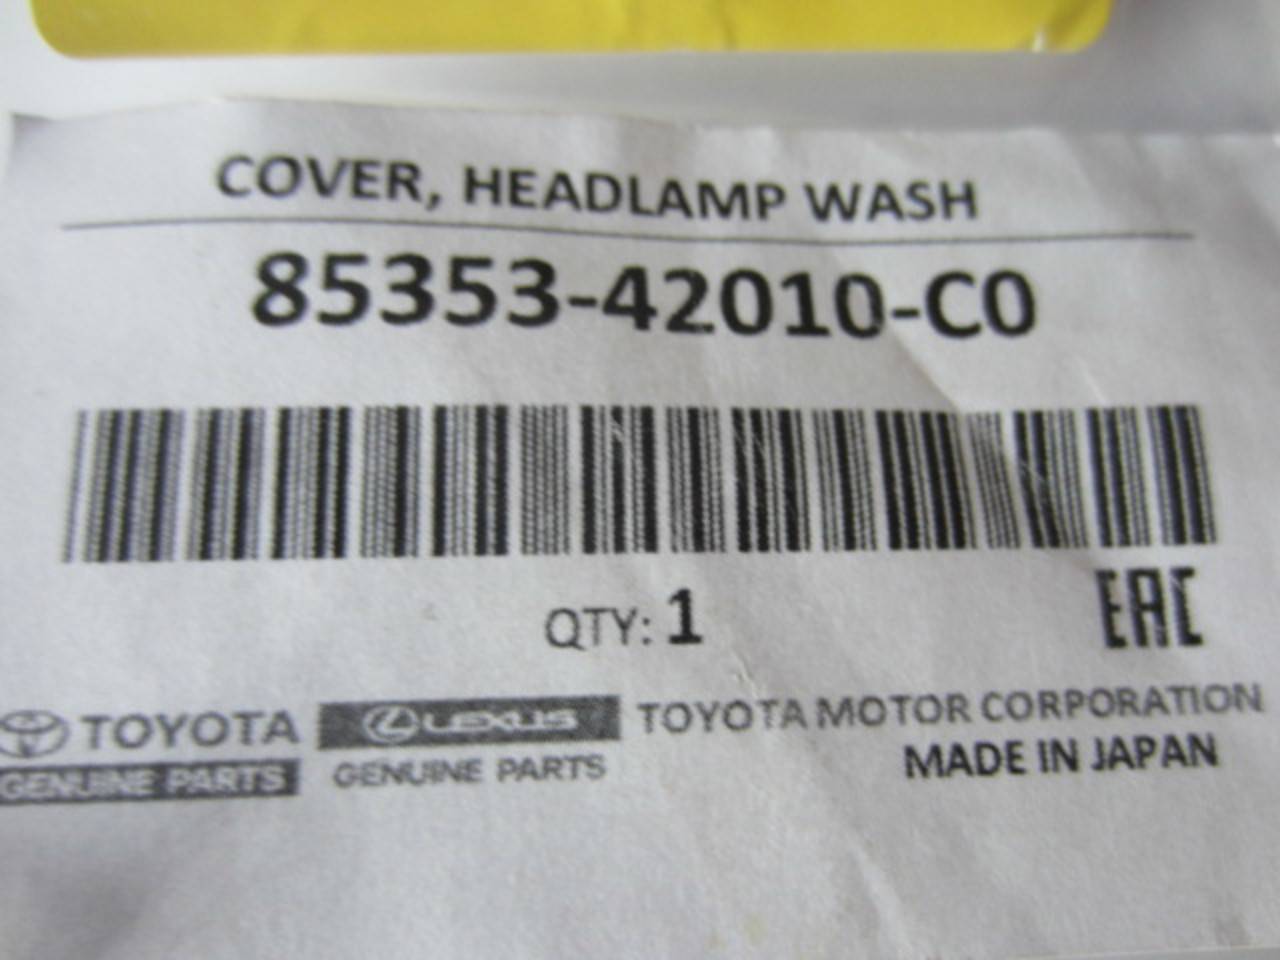 COVER, HEADLAMP WASH
85353-42010-C0
QTY: 1
EAC
TOYOTA
GENUINE PARTS
LEXUS
GENUINE PARTS
TOYOTA MOTOR CORPORATION
MADE IN JAPAN